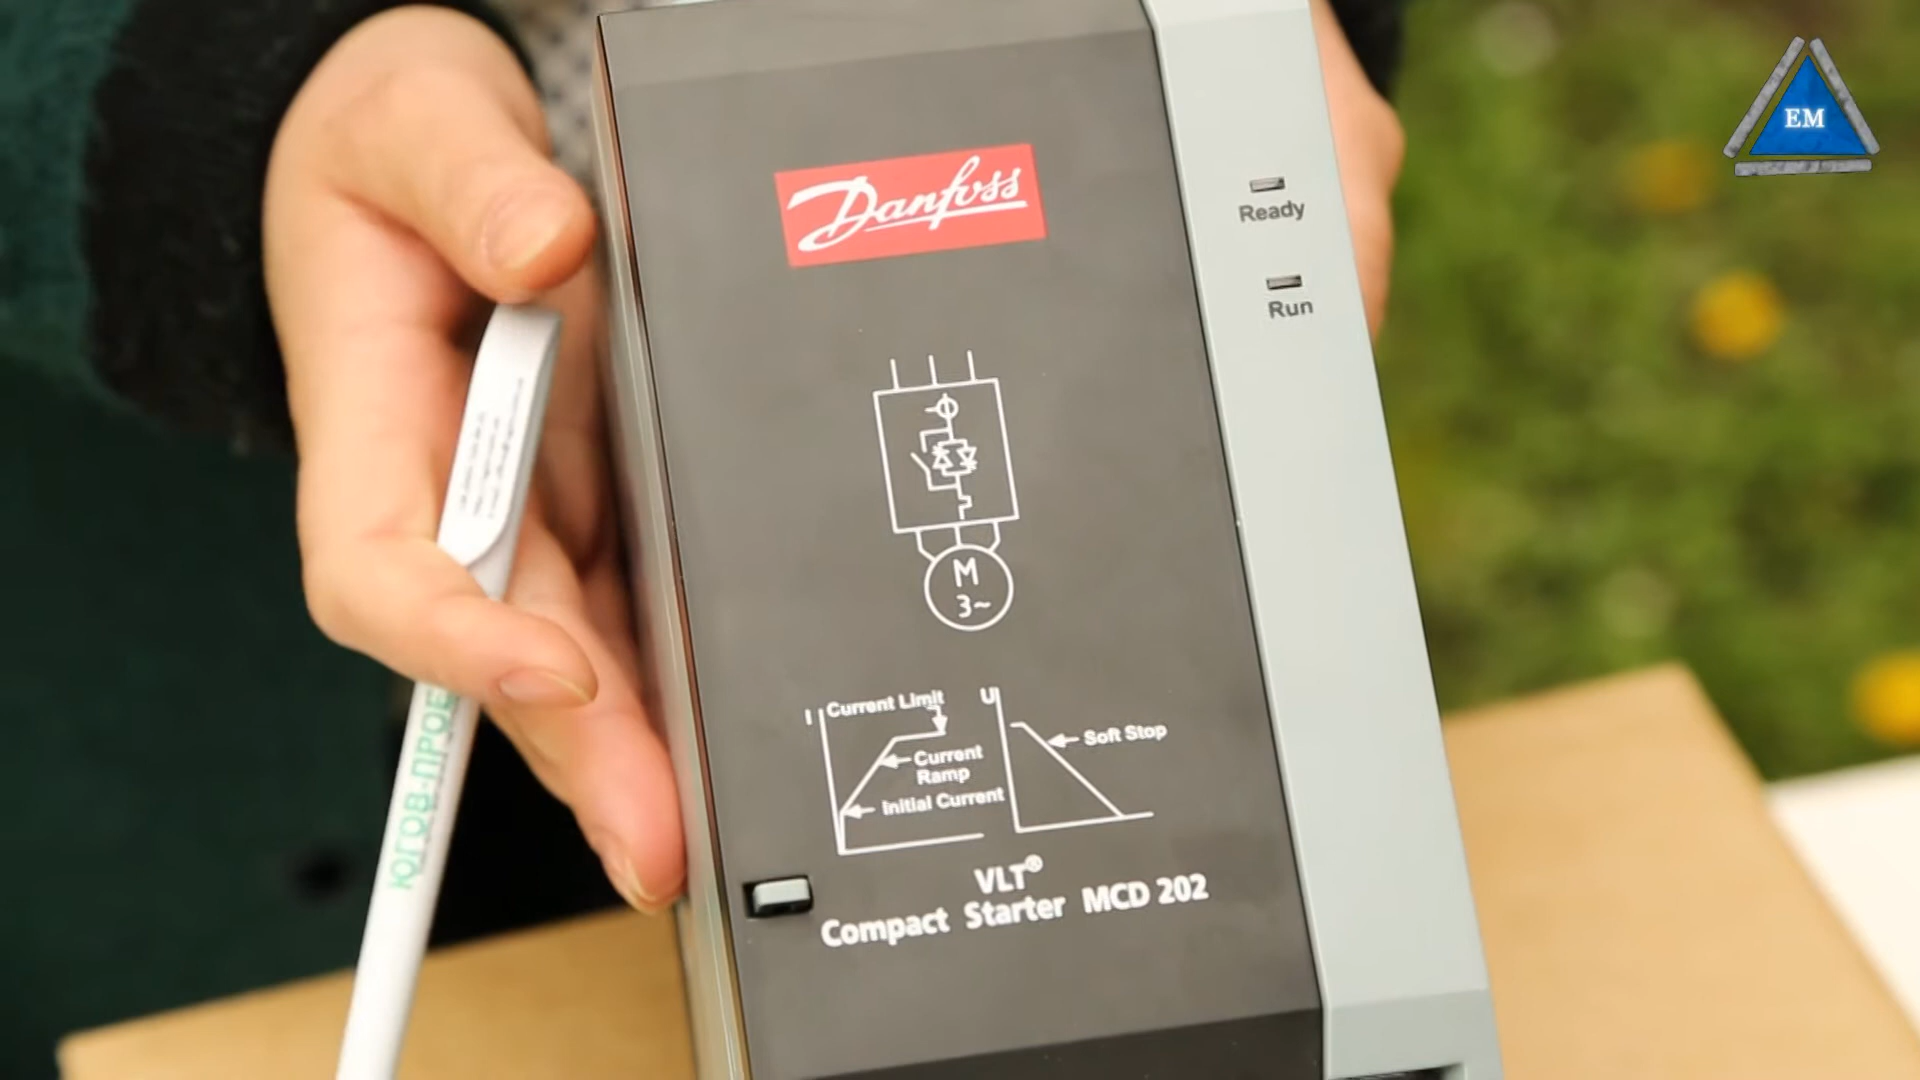 EM
Danfoss
Ready
Run
M
3~
I
Current Limit
Current
Ramp
Initial Current
U
Soft Stop
VLT®
Compact Starter MCD 202
ЮГОВ-ПРОЕ